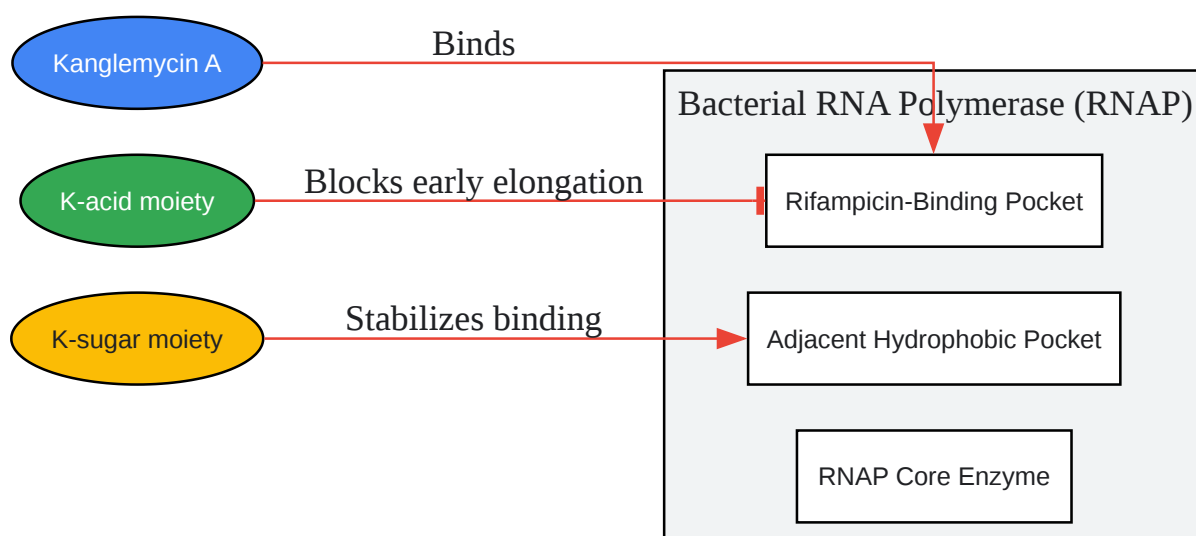 Kanglemycin A
Binds
Bacterial RNA Polymerase (RNAP)
K-acid moiety
Blocks early elongation
Rifampicin-Binding Pocket
K-sugar moiety
Stabilizes binding
Adjacent Hydrophobic Pocket
RNAP Core Enzyme